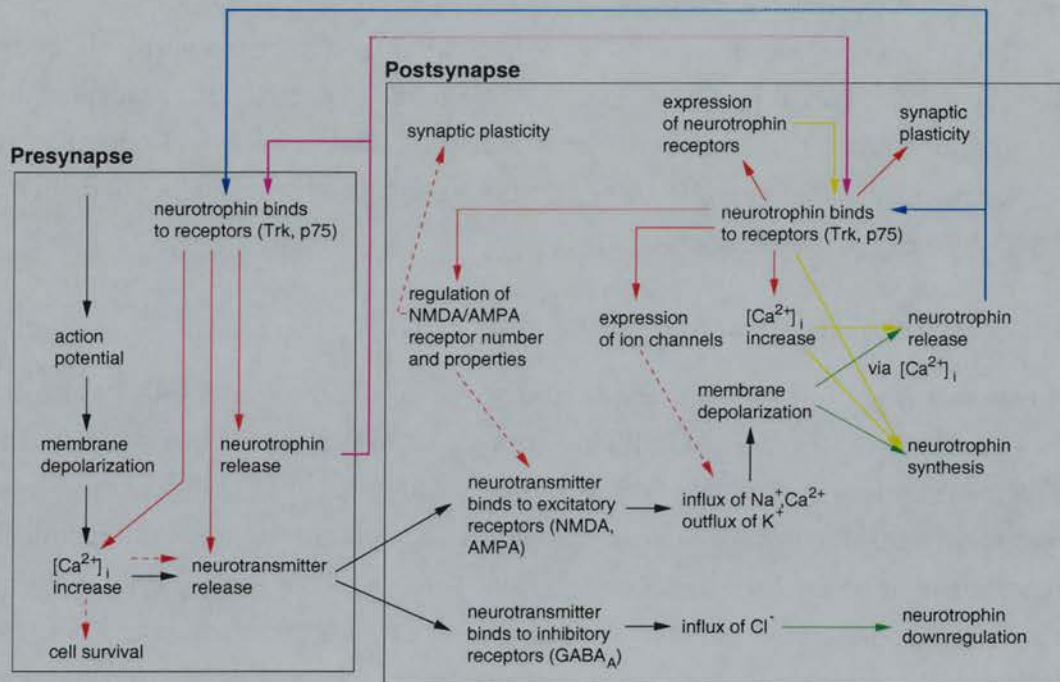 Presynapse
neurotrophin binds
to receptors (Trk, p75)
action
potential
membrane
depolarization
neurotrophin
release
[Ca²⁺]ᵢ
increase
neurotransmitter
release
cell survival
Postsynapse
synaptic plasticity
expression
of neurotrophin
receptors
synaptic
plasticity
neurotrophin binds
to receptors (Trk, p75)
regulation of
NMDA/AMPA
receptor number
and properties
expression
of ion channels
[Ca²⁺]ᵢ
increase
neurotrophin
release
via [Ca²⁺]ᵢ
membrane
depolarization
neurotrophin
synthesis
neurotransmitter
binds to excitatory
receptors (NMDA,
AMPA)
influx of Na⁺,Ca²⁺
outflux of K⁺
neurotransmitter
binds to inhibitory
receptors (GABA_A)
influx of Cl⁻
neurotrophin
downregulation